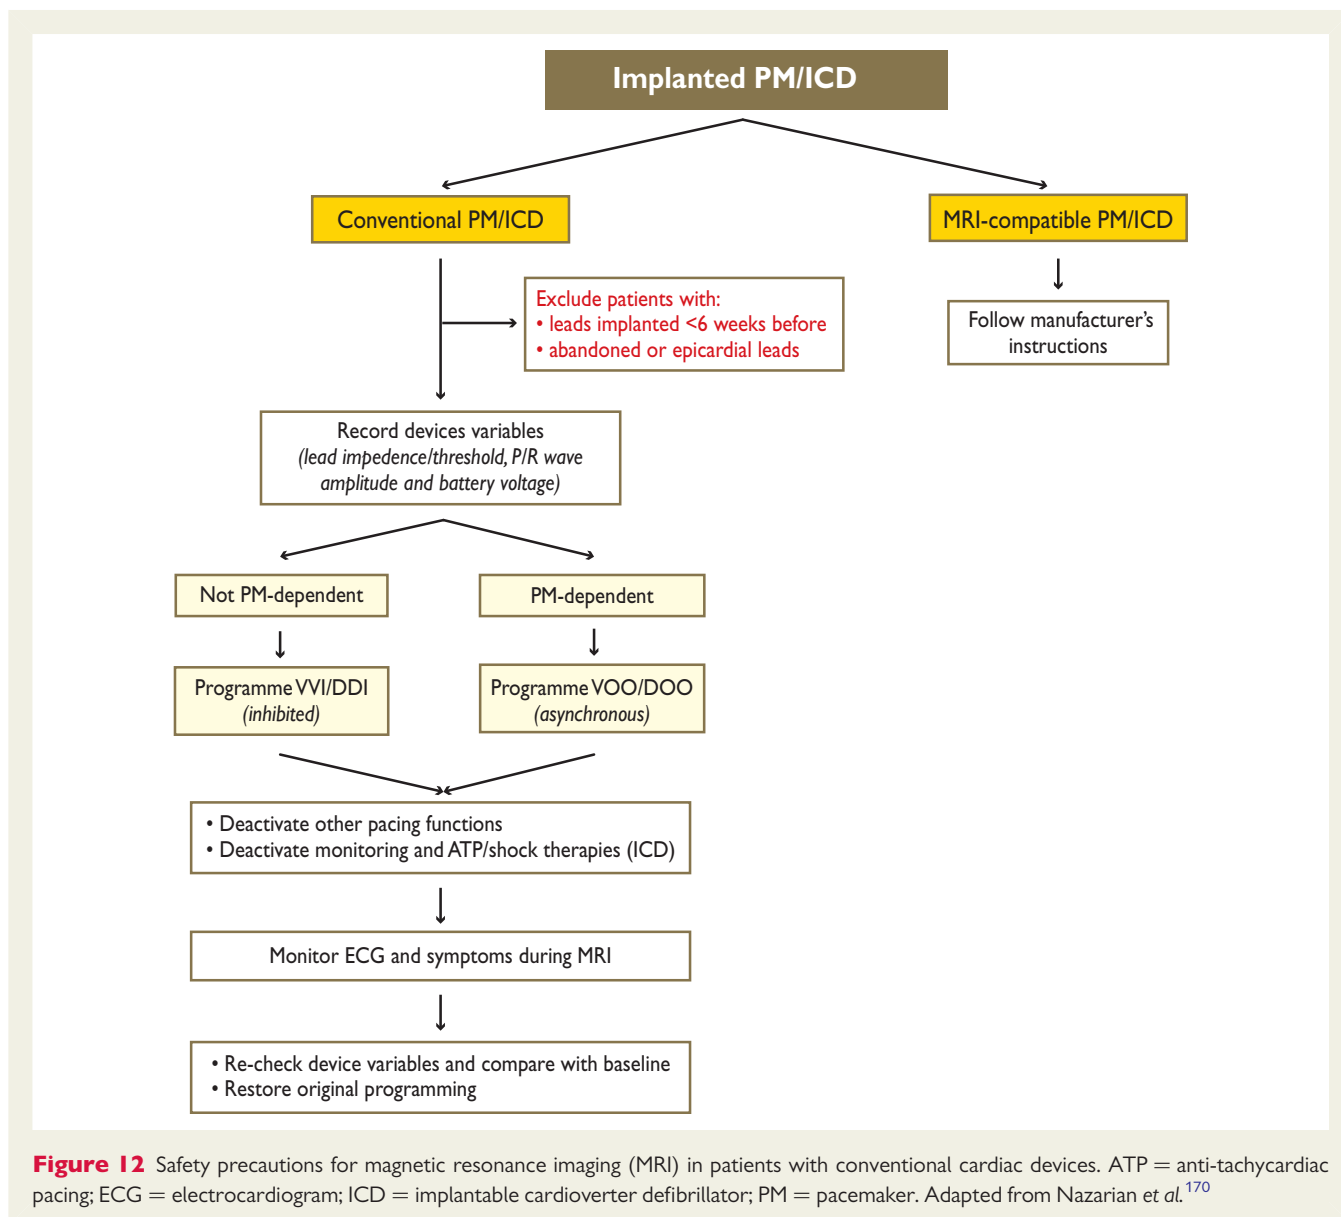 Implanted PM/ICD
Conventional PM/ICD
MRI-compatible PM/ICD
Exclude patients with:
• leads implanted <6 weeks before
• abandoned or epicardial leads
Follow manufacturer's
instructions
Record devices variables
(lead impedence/threshold, P/R wave
amplitude and battery voltage)
Not PM-dependent
PM-dependent
Programme VVI/DDI
(inhibited)
Programme VOO/DOO
(asynchronous)
• Deactivate other pacing functions
• Deactivate monitoring and ATP/shock therapies (ICD)
Monitor ECG and symptoms during MRI
• Re-check device variables and compare with baseline
• Restore original programming
Figure 12 Safety precautions for magnetic resonance imaging (MRI) in patients with conventional cardiac devices. ATP = anti-tachycardiac
pacing; ECG = electrocardiogram; ICD = implantable cardioverter defibrillator; PM = pacemaker. Adapted from Nazarian et al.170